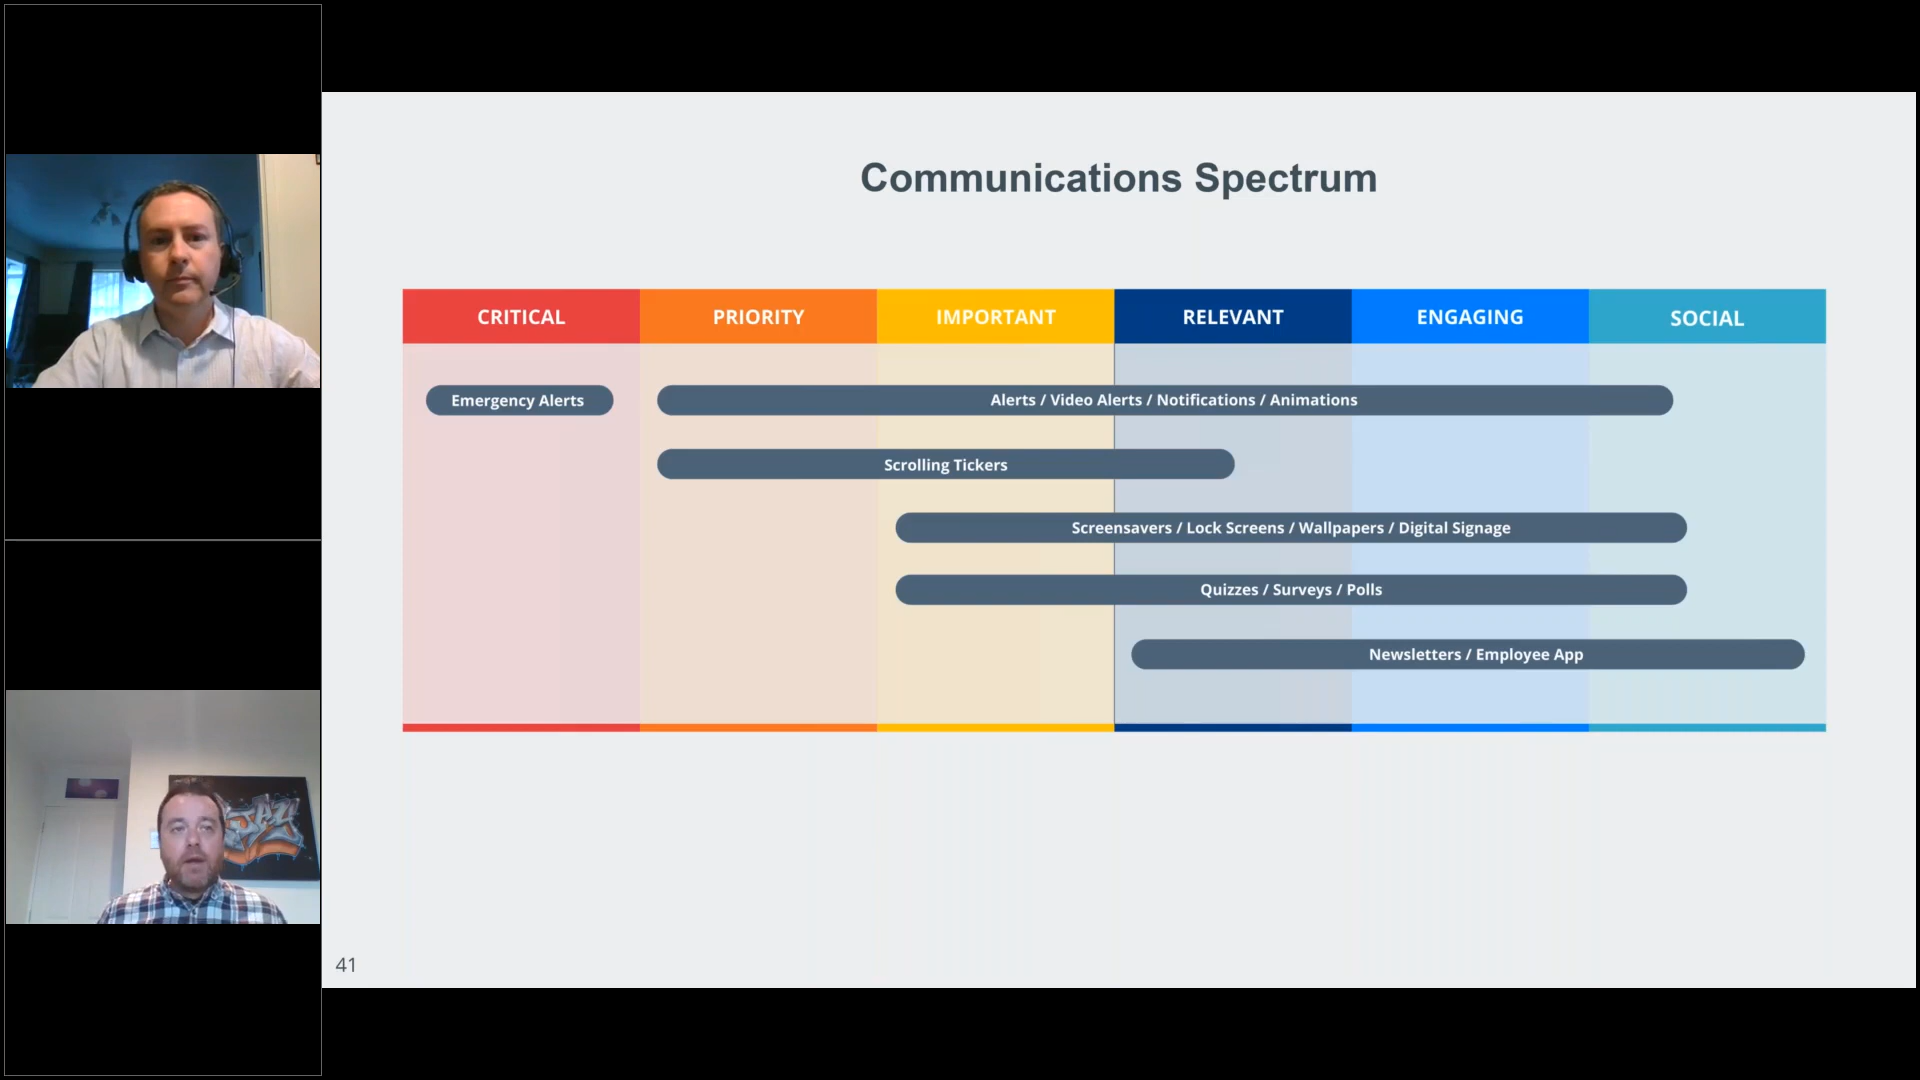 Communications Spectrum
CRITICAL
PRIORITY
IMPORTANT
RELEVANT
ENGAGING
SOCIAL
Emergency Alerts
Alerts / Video Alerts / Notifications / Animations
Scrolling Tickers
Screensavers / Lock Screens / Wallpapers / Digital Signage
Quizzes / Surveys / Polls
Newsletters / Employee App
41